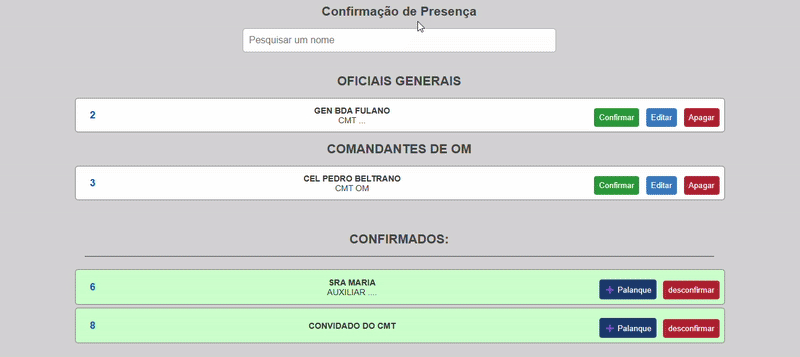 Confirmação de Presença
Pesquisar um nome
OFICIAIS GENERAIS
2 GEN BDA FULANO Confirmar Editar Apagar
CMT ...
COMANDANTES DE OM
3 CEL PEDRO BELTRANO Confirmar Editar Apagar
CMT OM
CONFIRMADOS:
6 SRA MARIA Palanque desconfirmar
AUXILIAR ....
8 CONVIDADO DO CMT Palanque desconfirmar